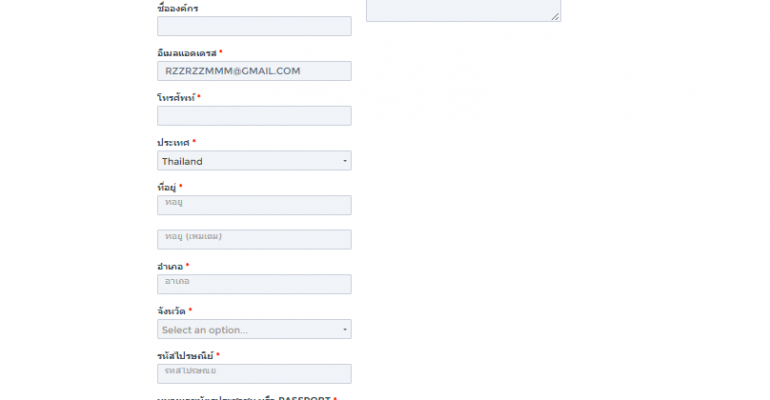 ชื่อองค์กร
อีเมลแอดเดรส *
RZZRZZMMM@GMAIL.COM
โทรศัพท์ *
ประเทศ *
Thailand
ที่อยู่ *
ที่อยู่
ที่อยู่ (เพิ่มเติม)
อำเภอ *
อำเภอ
จังหวัด *
Select an option...
รหัสไปรษณีย์ *
รหัสไปรษณีย์
PASSPORT *